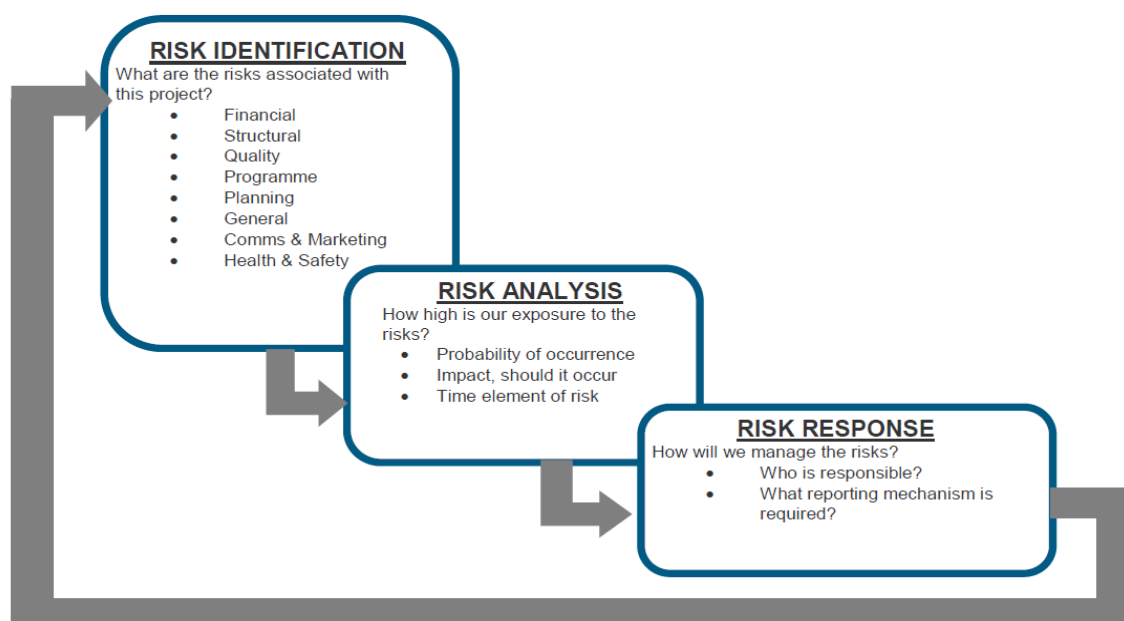 RISK IDENTIFICATION
What are the risks associated with
this project?
• Financial
• Structural
• Quality
• Programme
• Planning
• General
• Comms & Marketing
• Health & Safety
RISK ANALYSIS
How high is our exposure to the
risks?
• Probability of occurrence
• Impact, should it occur
• Time element of risk
RISK RESPONSE
How will we manage the risks?
• Who is responsible?
• What reporting mechanism is
required?